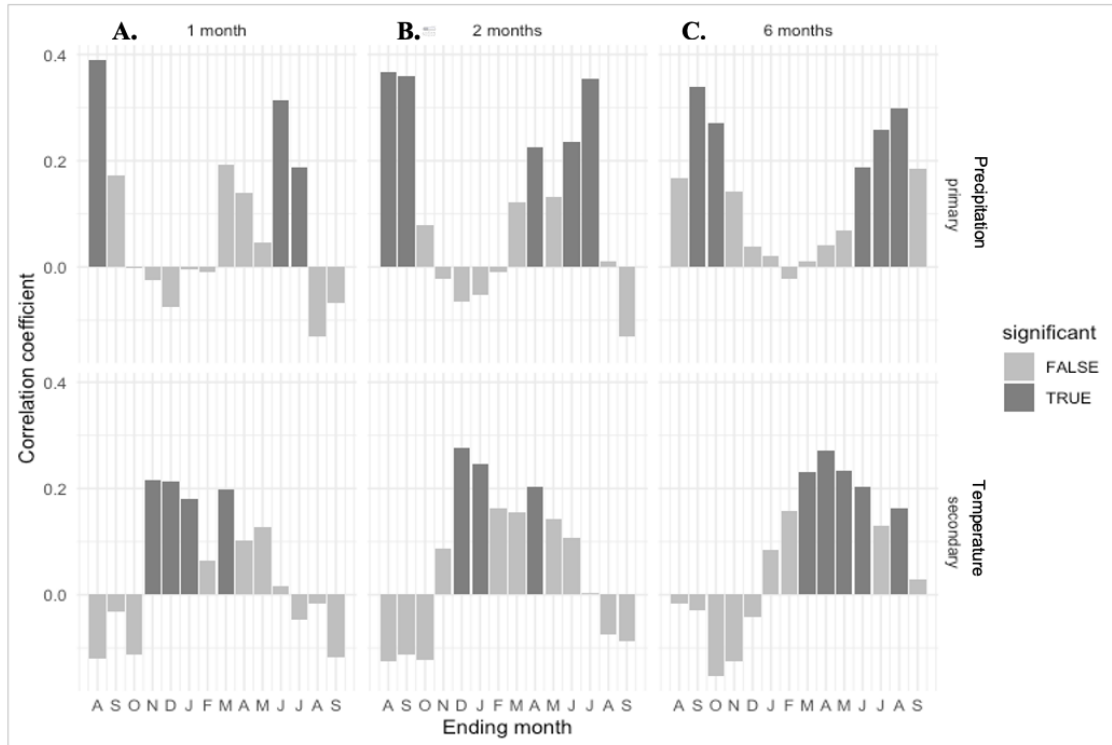 A. 1 month B. 2 months C. 6 months
0.4
0.2
0.0
Precipitation
primary
Correlation coefficient
0.4
0.2
0.0
Temperature
secondary
significant
FALSE
TRUE
A S O N D J F M A M J J A S A S O N D J F M A M J J A S A S O N D J F M A M J J A S
Ending month